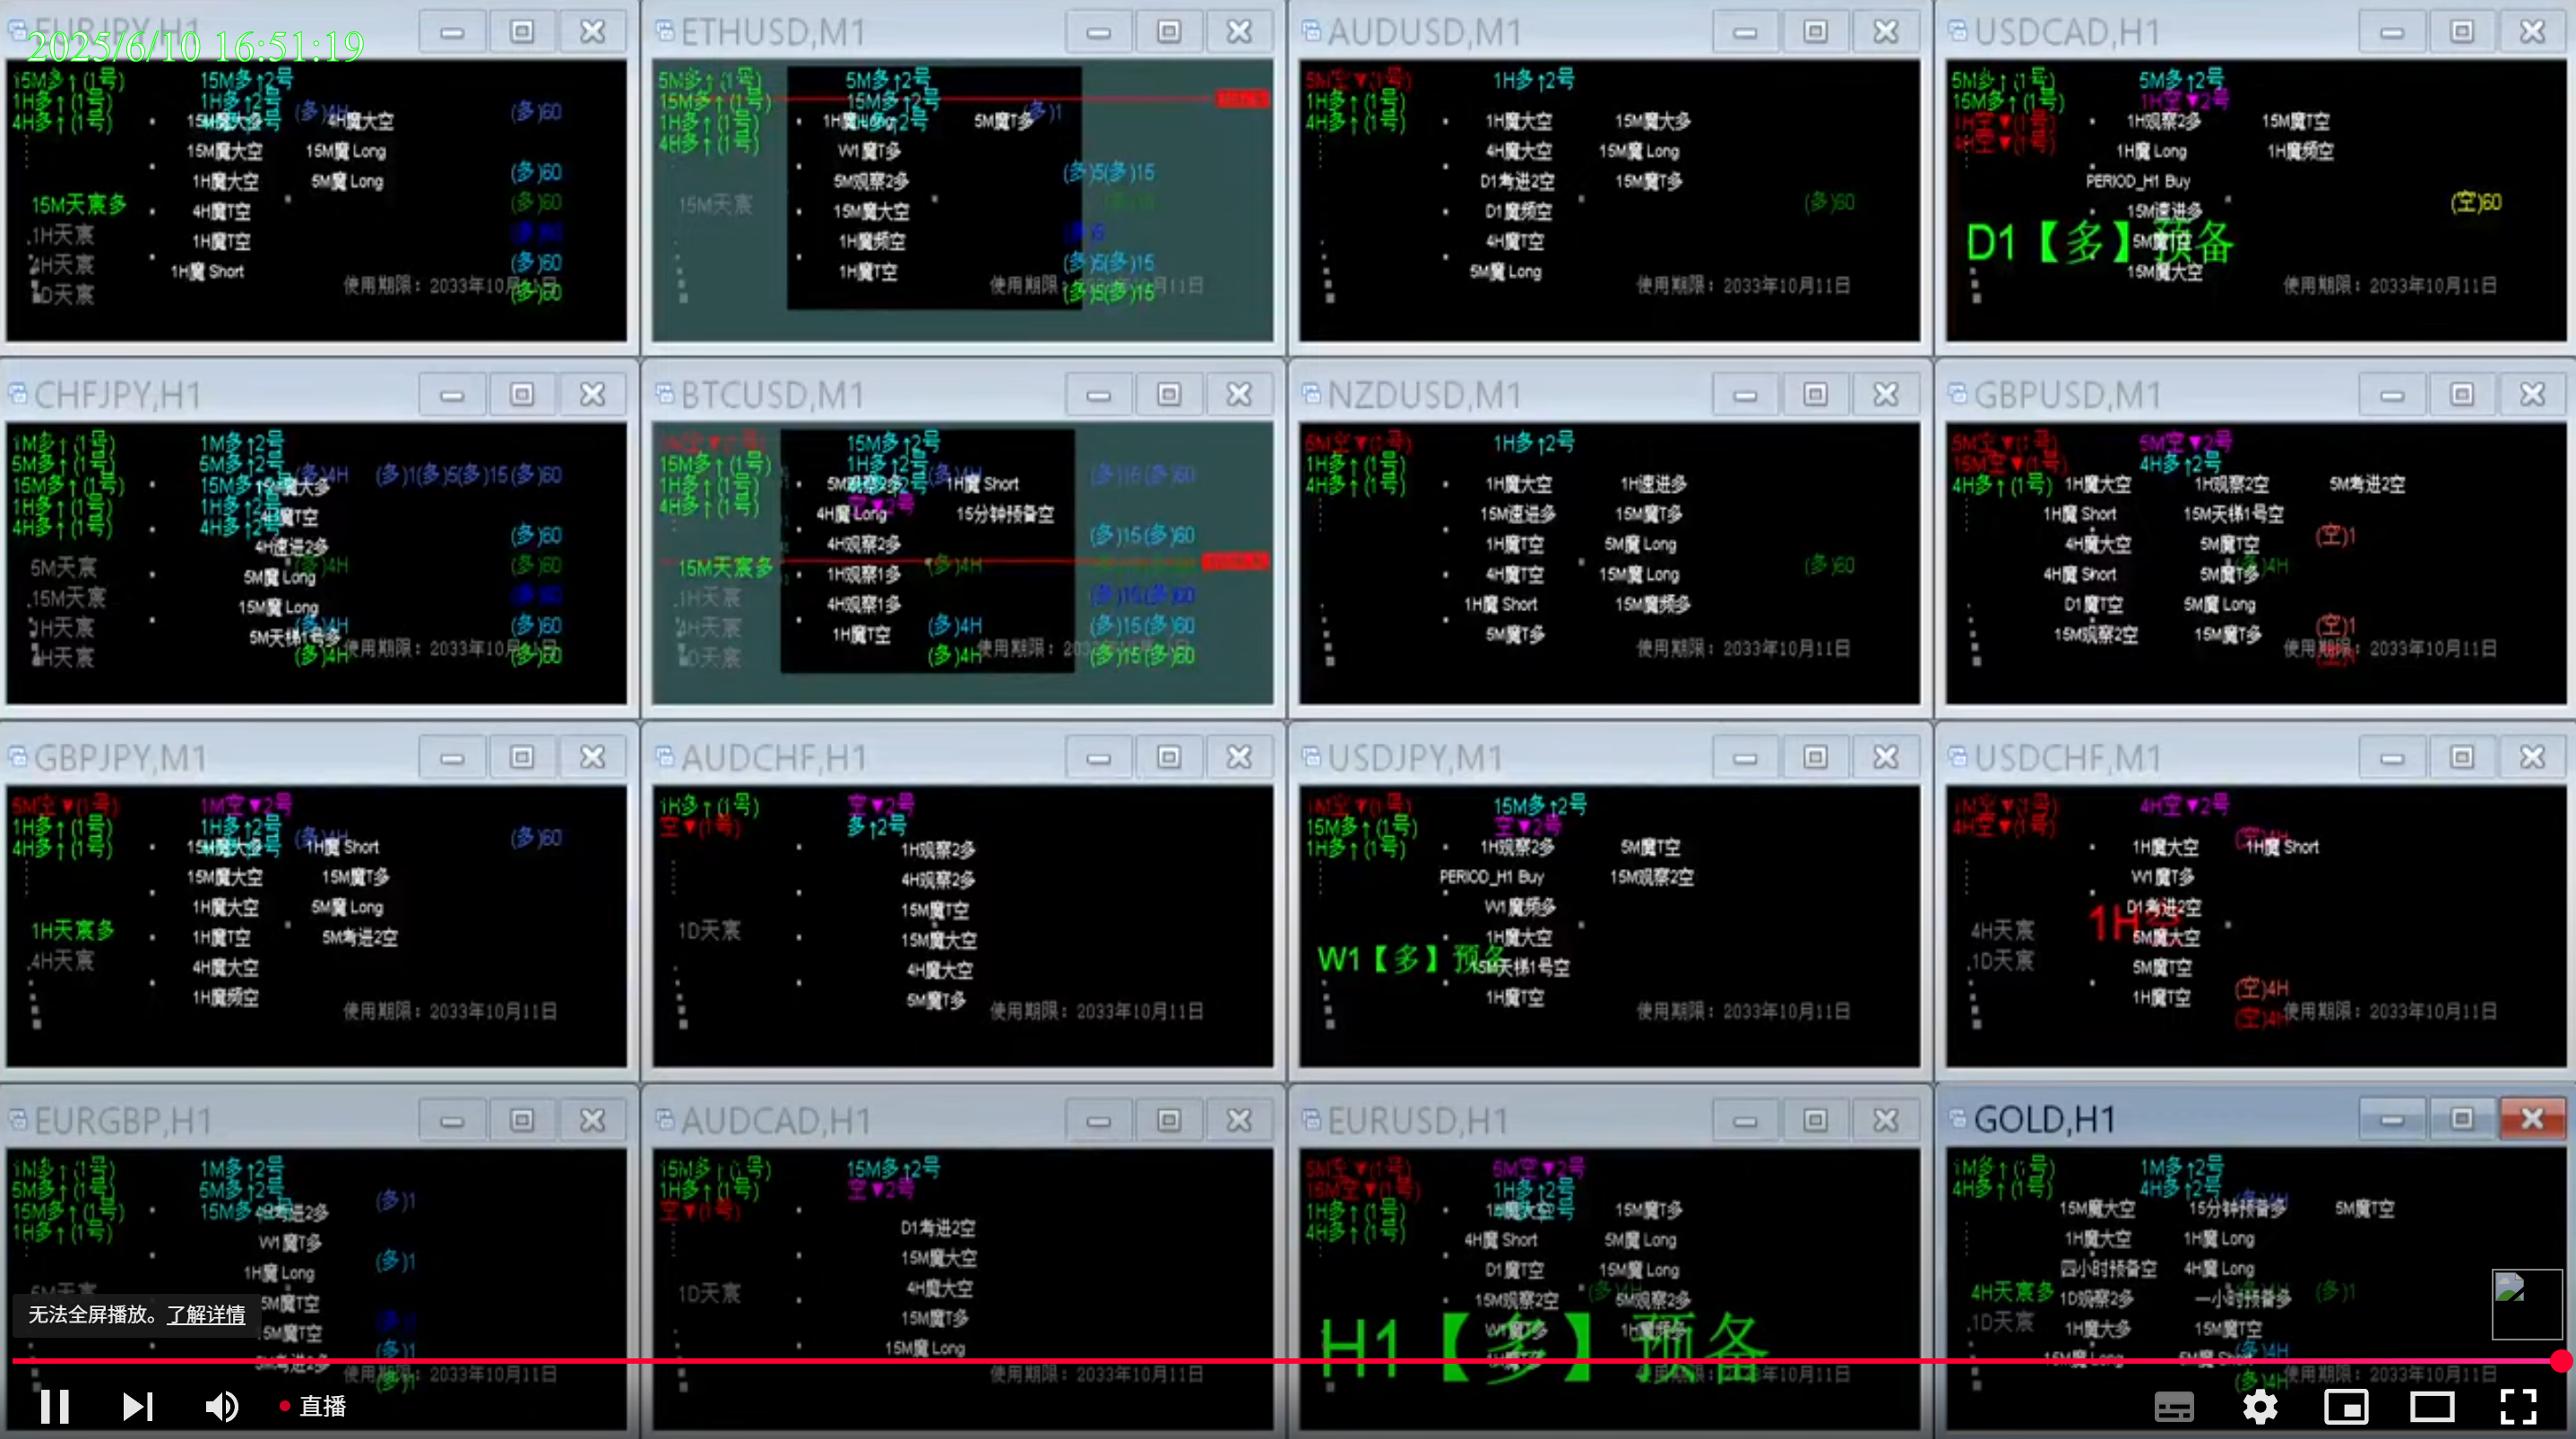 EURJPY,H1
2025/6/10 16:51:19
15M多↑(1号) 15M多↑2号
1H多↑(1号) 1H多↑2号
4H多↑(1号)
(多)4H (多)60
15M魔大多 4H魔大空
15M魔大空 15M魔 Long
(多)60
1H魔大空 5M魔 Long
15M天宸多 4H魔T空 (多)60
1H天宸 1H魔T空
4H天宸 1H魔 Short (多)60
D天宸 使用期限：2033年10月 (多)60
ETHUSD,M1
5M多↑(1号) 5M多↑2号
15M多↑(1号) 15M多↑2号
1H多↑(1号)
4H多↑(1号)
(多)1
5M魔T多
W1魔T多
(多)5(多)15
5M观察2多
15M天宸 15M魔大空
1H魔频空
1H魔T空 (多)5(多)15
使用期限 (多)5(多)15 11日
AUDUSD,M1
5M空▼(1号) 1H多↑2号
1H多↑(1号)
4H多↑(1号)
1H魔大空 15M魔大多
4H魔大空 15M魔 Long
D1考进2空 15M魔T多
D1魔频空 (多)60
4H魔T空
5M魔 Long
使用期限：2033年10月11日
USDCAD,H1
5M多↑(1号) 5M多↑2号
15M多↑(1号) 1H空▼2号
1H空▼(1号)
4H空▼(1号)
1H观察2多 15M魔T空
1H魔 Long 1H魔频空
PERIOD_H1 Buy
15M速进多 (空)60
D1【多】预备
5M魔T空
15M魔大空
使用期限：2033年10月11日
CHFJPY,H1
1M多↑(1号) 1M多↑2号
5M多↑(1号) 5M多↑2号
15M多↑(1号) 15M多↑2号
1H多↑(1号) 1H多↑2号
4H多↑(1号) 4H多↑2号
(多)4H (多)1(多)5(多)15(多)60
4H魔T空
(多)60
4H速进2多
5M天宸 (多)4H (多)60
5M魔 Long
15M天宸 15M魔 Long
(多)4H (多)60
5M天梯1号多
(多)4H 使用期限：2033年10月 (多)60
BTCUSD,M1
15M多↑2号
15M多↑(1号) 1H多↑2号
1H多↑(1号)
4H多↑(1号)
空▼2号
(多)4H (多)15(多)60
5M观察2多 1H魔 Short
4H魔 Long 15分钟预备空
(多)15(多)60
4H观察2多
15M天宸多 (多)4H
1H观察1多
1H天宸 4H观察1多 (多)15(多)60
4H天宸 1H魔T空 (多)4H (多)15(多)60
D天宸 (多)4H 使用期限： (多)15(多)60
NZDUSD,M1
5M空▼(1号) 1H多↑2号
1H多↑(1号)
4H多↑(1号)
1H魔大空 1H速进多
15M速进多 15M魔T多
1H魔T空 5M魔 Long
4H魔T空 15M魔 Long
(多)60
1H魔 Short 15M魔频多
5M魔T多
使用期限：2033年10月11日
GBPUSD,M1
5M空▼(1号) 5M空▼2号
15M空▼(1号) 4H多↑2号
4H多↑(1号)
1H魔大空 1H观察2空 5M考进2空
1H魔 Short 15M天梯1号空
(空)1
4H魔大空 5M魔T空
4H魔 Short 5M魔T多
4H
D1魔T空 5M魔 Long
15M观察2空 15M魔T多
(空)1
使用期限：2033年10月11日
GBPJPY,M1
5M空▼(1号) 1M空▼2号
1H多↑(1号) 1H多↑2号
4H多↑(1号)
(多)4H (多)60
15M魔大多 1H魔 Short
15M魔大空 15M魔T多
1H魔大空 5M魔 Long
1H天宸多 1H魔T空 5M考进2空
4H天宸 4H魔大空
1H魔频空
使用期限：2033年10月11日
AUDCHF,H1
1H多↑(1号) 空▼2号
空▼(1号) 多↑2号
1H观察2多
4H观察2多
15M魔T空
1D天宸 15M魔大空
4H魔大空
5M魔T多
使用期限：2033年10月11日
USDJPY,M1
1M空▼(1号) 15M多↑2号
15M多↑(1号) 空▼2号
1H多↑(1号)
1H观察2多 5M魔T空
PERIOD_H1 Buy 15M观察2空
W1魔频多
1H魔大空
W1【多】预备
15M天梯1号空
1H魔T空
使用期限：2033年10月11日
USDCHF,M1
1M空▼(1号) 4H空▼2号
4H空▼(1号)
(空)4H
1H魔大空 1H魔 Short
W1魔T多
D1考进2空
1H空
4H天宸 5M魔大空
1D天宸 5M魔T空
(空)4H
1H魔T空
(空)4H 使用期限：2033年10月11日
EURGBP,H1
1M多↑(1号) 1M多↑2号
5M多↑(1号) 5M多↑2号
15M多↑(1号) 15M多↑2号
1H多↑(1号)
(多)1
W1魔T多
(多)1
1H魔 Long
5M魔T空
5M魔T空
(多)1
5M考进2多
(多)1 使用期限：2033年10月11日
AUDCAD,H1
15M多↑(1号) 15M多↑2号
1H多↑(1号) 空▼2号
空▼(1号)
D1考进2空
15M魔大空
1D天宸 4H魔大空
15M魔T多
15M魔 Long
使用期限：2033年10月11日
EURUSD,H1
5M空▼(1号) 5M空▼2号
15M空▼(1号) 1H多↑2号
1H多↑(1号)
4H多↑(1号)
15M魔T多
4H魔 Short 5M魔 Long
D1魔T空 15M魔 Long
15M观察2空 5M观察2多
H1【多】预备
W1魔T多 1H魔频多
10月11日
GOLD,H1
1M多↑(1号) 1M多↑2号
4H多↑(1号) 4H多↑2号
15M魔大空 15分钟预备多 5M魔T空
1H魔大空 1H魔 Long
四小时预备空 4H魔 Long
4H天宸多 1D观察2多 一小时预备多 (多)1
1D天宸 1H魔大多 15M魔T空
15M魔 Long 5M魔 Short
(多)4H
(多)4H 使用期限：2033年10月11日
无法全屏播放。了解详情
直播